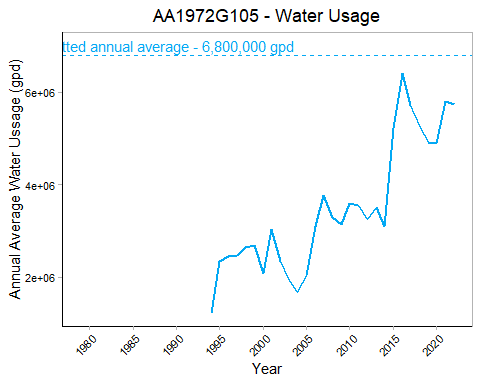 AA1972G105 - Water Usage
tted annual average - 6,800,000 gpd
Annual Average Water Ussage (gpd)
6e+06
4e+06
2e+06
1980
1985
1990
1995
2000
2005
2010
2015
2020
Year